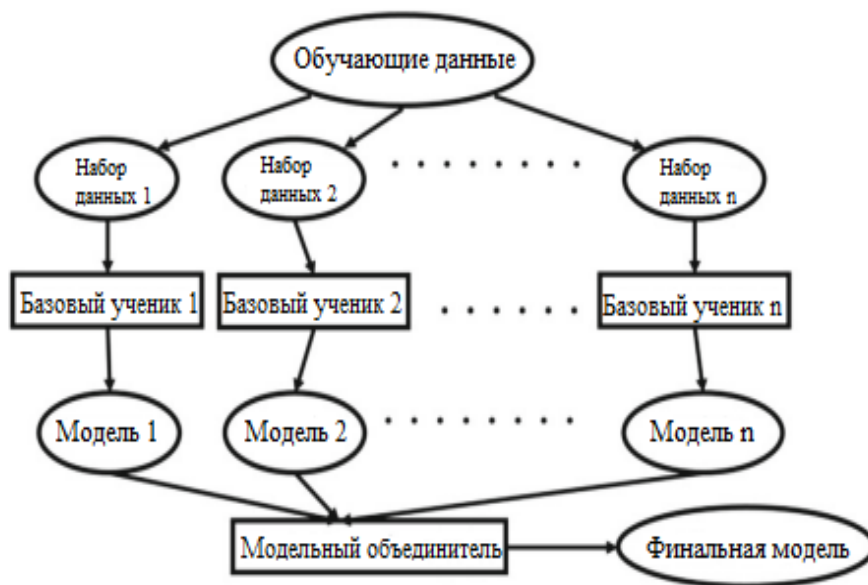 Обучающие данные
Набор
данных 1
Набор
данных 2
Набор
данных n
Базовый ученик 1
Базовый ученик 2
Базовый ученик n
Модель 1
Модель 2
Модель n
Модельный объединитель
Финальная модель